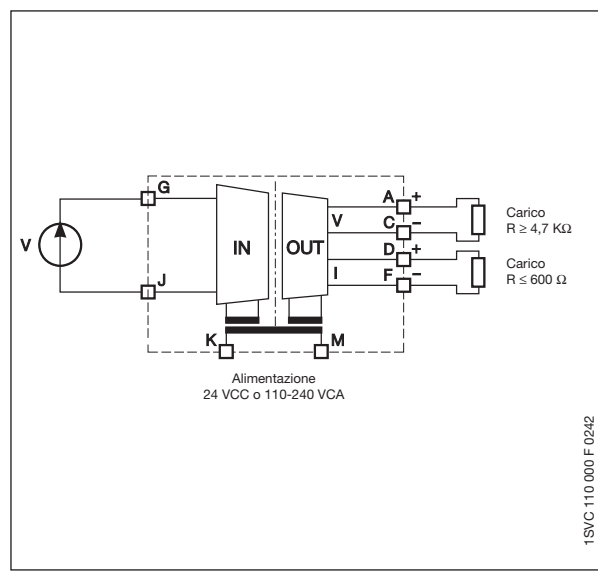 G
A +
V
C −
D +
I
F −
V
J
IN
OUT
K
M
Carico
R ≥ 4,7 KΩ
Carico
R ≤ 600 Ω
Alimentazione
24 VCC o 110-240 VCA
1SVC 110 000 F 0242